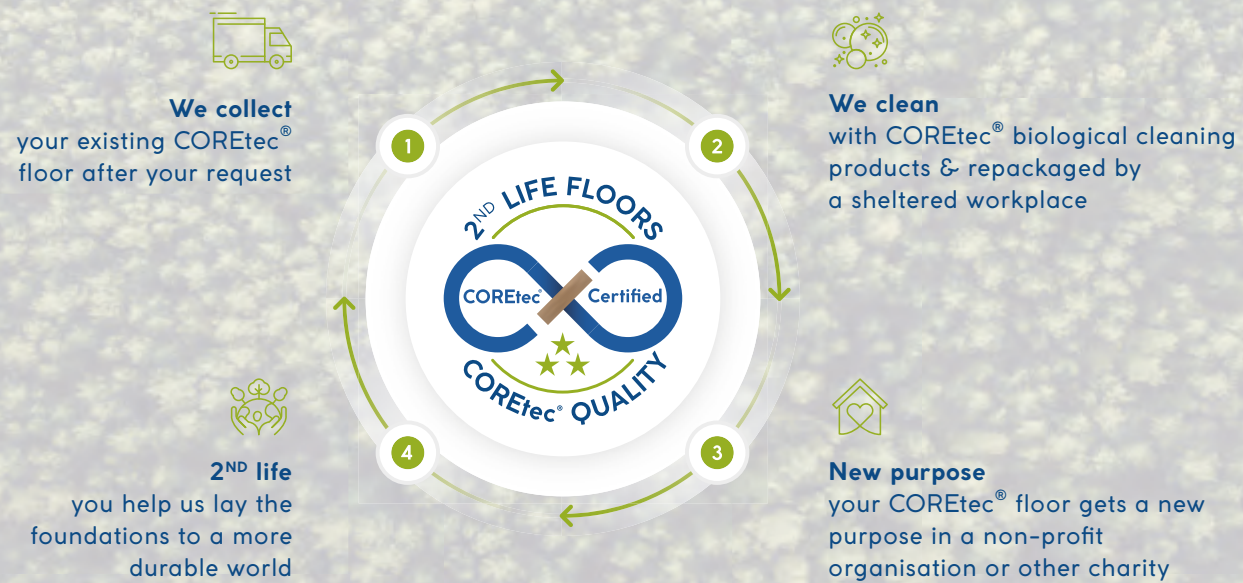 We collect
your existing COREtec®
floor after your request
1
2
We clean
with COREtec® biological cleaning
products & repackaged by
a sheltered workplace
2ND LIFE FLOORS
COREtec® Certified
COREtec® QUALITY
4
3
2ND life
you help us lay the
foundations to a more
durable world
New purpose
your COREtec® floor gets a new
purpose in a non-profit
organisation or other charity